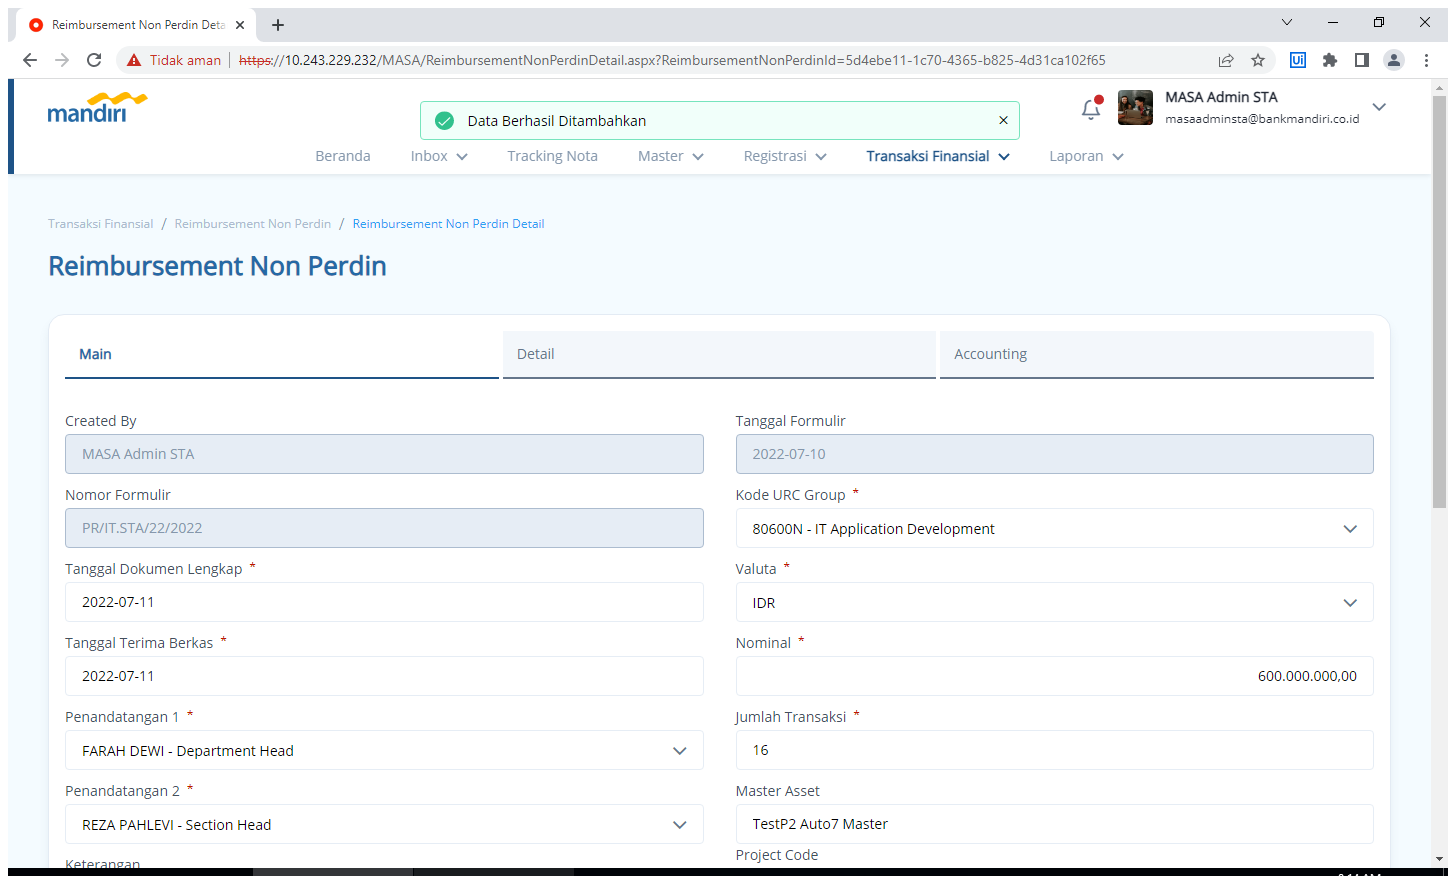 Reimbursement Non Perdin Deta
Tidak aman
https://10.243.229.232/MASA/ReimbursementNonPerdinDetail.aspx?ReimbursementNonPerdinId=5d4ebe11-1c70-4365-b825-4d31ca102f65
Ui
mandiri
Data Berhasil Ditambahkan
MASA Admin STA
masaadminsta@bankmandiri.co.id
Beranda Inbox Tracking Nota Master Registrasi Transaksi Finansial Laporan
Transaksi Finansial / Reimbursement Non Perdin / Reimbursement Non Perdin Detail
Reimbursement Non Perdin
Main Detail Accounting
Created By
MASA Admin STA
Tanggal Formulir
2022-07-10
Nomor Formulir
PR/IT.STA/22/2022
Kode URC Group *
80600N - IT Application Development
Tanggal Dokumen Lengkap *
2022-07-11
Valuta *
IDR
Tanggal Terima Berkas *
2022-07-11
Nominal *
600.000.000,00
Penandatangan 1 *
FARAH DEWI - Department Head
Jumlah Transaksi *
16
Penandatangan 2 *
REZA PAHLEVI - Section Head
Master Asset
TestP2 Auto7 Master
Keterangan
Project Code